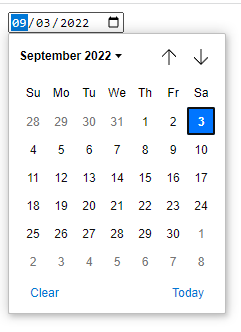 09/03/2022
September 2022
Su Mo Tu We Th Fr Sa
28 29 30 31 1 2 3
4 5 6 7 8 9 10
11 12 13 14 15 16 17
18 19 20 21 22 23 24
25 26 27 28 29 30 1
2 3 4 5 6 7 8
Clear Today